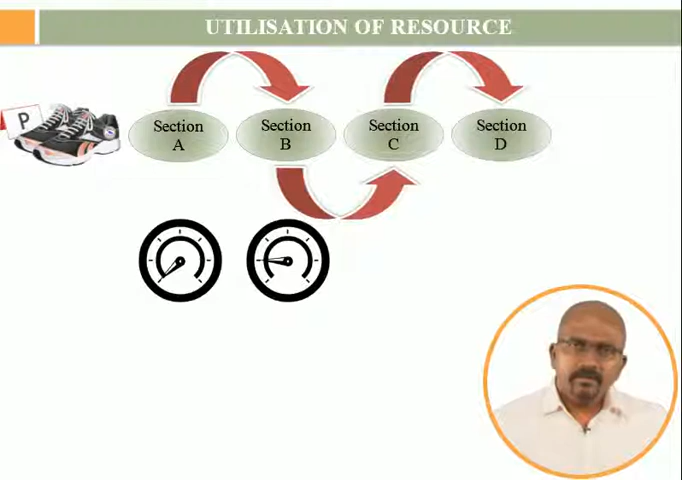 UTILISATION OF RESOURCE
P
Section
A
Section
B
Section
C
Section
D